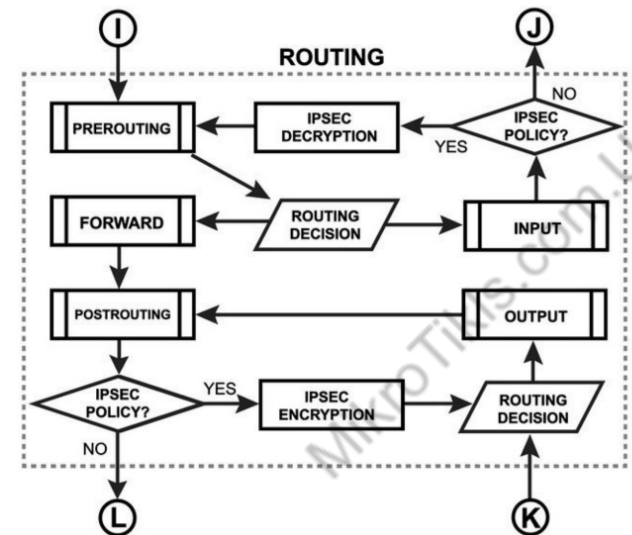 I
J
ROUTING
NO
PREROUTING
IPSEC
DECRYPTION
IPSEC
POLICY?
YES
FORWARD
ROUTING
DECISION
INPUT
POSTROUTING
OUTPUT
IPSEC
POLICY?
YES
IPSEC
ENCRYPTION
ROUTING
DECISION
NO
L
K
MikroTikls.com.U